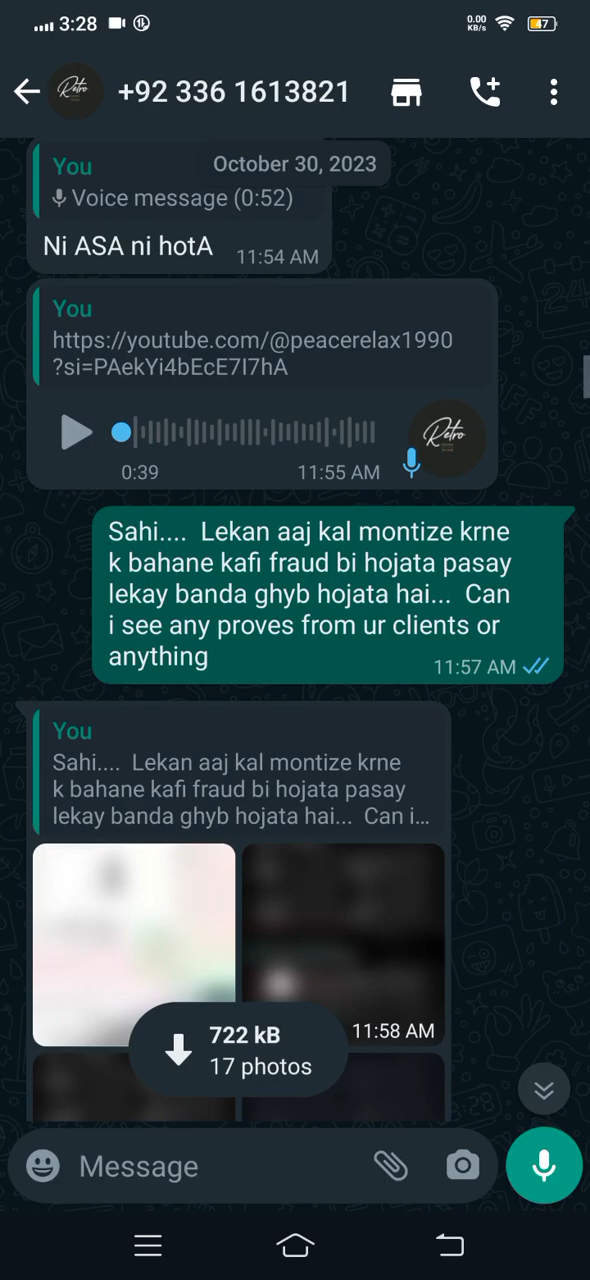 3:28
0.00
KB/s
47
Retro
+92 336 1613821
You
October 30, 2023
Voice message (0:52)
Ni ASA ni hotA
11:54 AM
You
https://youtube.com/@peacerelax1990
?si=PAekYi4bEcE7I7hA
Retro
0:39
11:55 AM
Sahi.... Lekan aaj kal montize krne
k bahane kafi fraud bi hojata pasay
lekay banda ghyb hojata hai... Can
i see any proves from ur clients or
anything
11:57 AM
You
Sahi.... Lekan aaj kal montize krne
k bahane kafi fraud bi hojata pasay
lekay banda ghyb hojata hai... Can i...
722 kB
17 photos
11:58 AM
Message